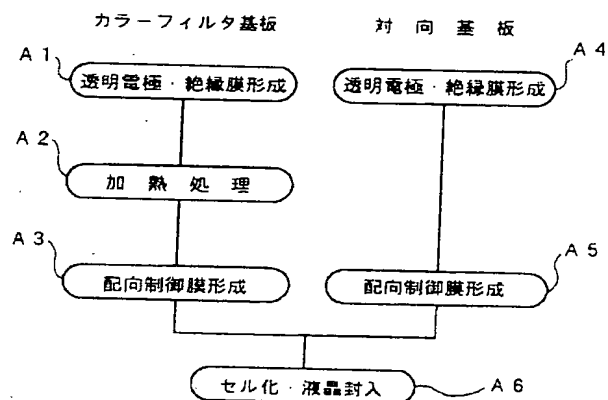 カラーフィルタ基板
対向基板
A1
透明電極・絶縁膜形成
A4
透明電極・絶縁膜形成
A2
加熱処理
A3
配向制御膜形成
A5
配向制御膜形成
セル化・液晶封入
A6